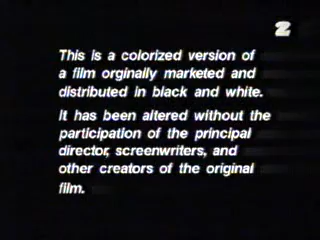 2
This is a colorized version of
a film orginally marketed and
distributed in black and white.
It has been altered without the
participation of the principal
director, screenwriters, and
other creators of the original
film.